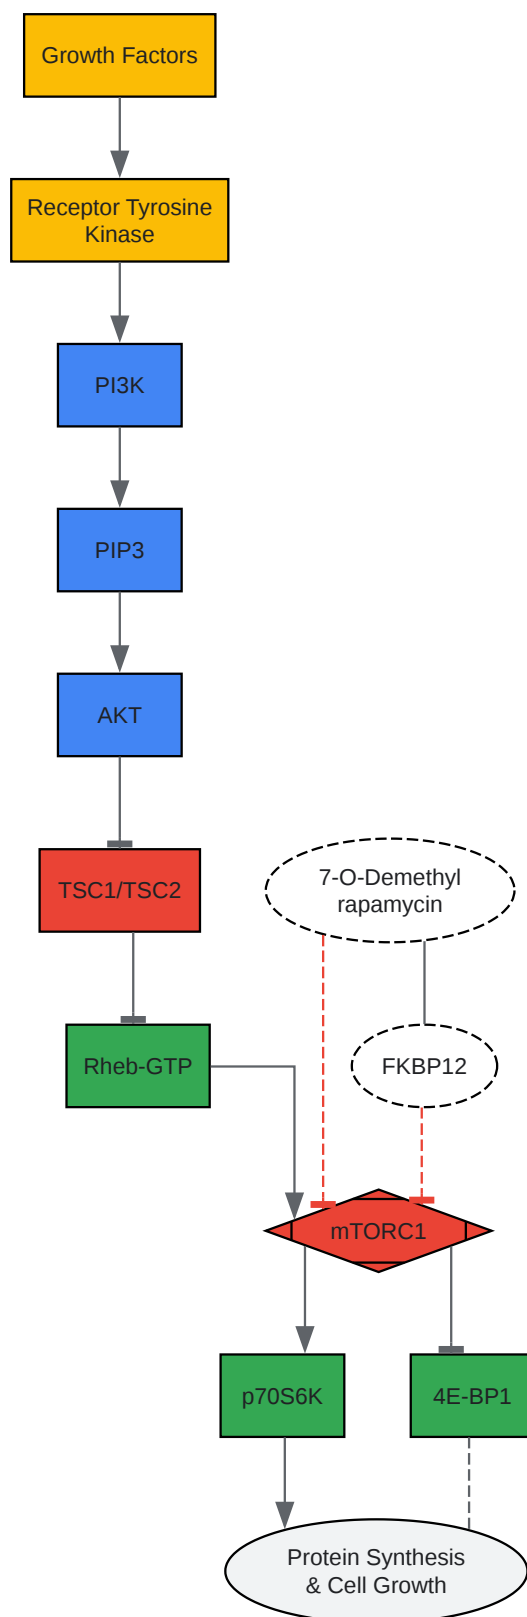 Growth Factors
Receptor Tyrosine
Kinase
PI3K
PIP3
AKT
TSC1/TSC2
7-O-Demethyl
rapamycin
Rheb-GTP
FKBP12
mTORC1
p70S6K
4E-BP1
Protein Synthesis
& Cell Growth